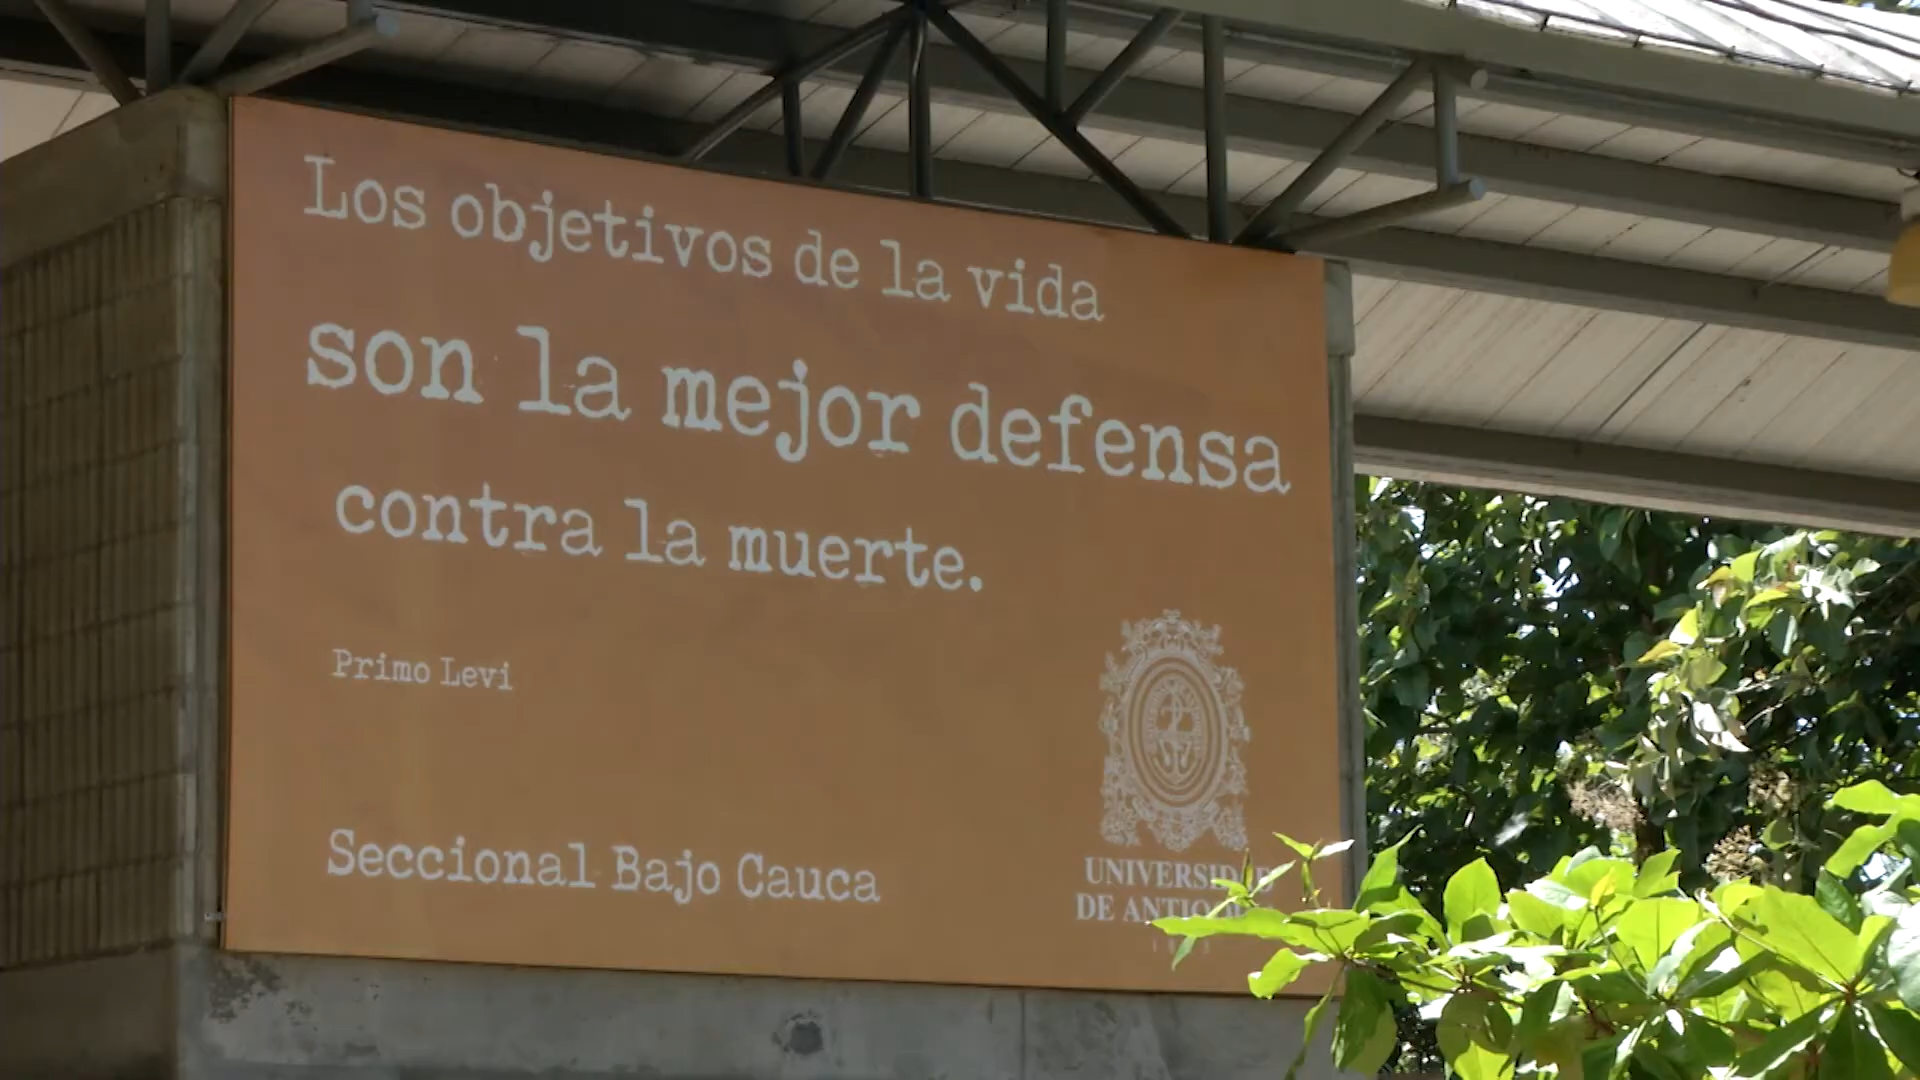 Los objetivos de la vida
son la mejor defensa
contra la muerte.
Primo Levi
Seccional Bajo Cauca
UNIVERSIDAD
DE ANTIOQUIA